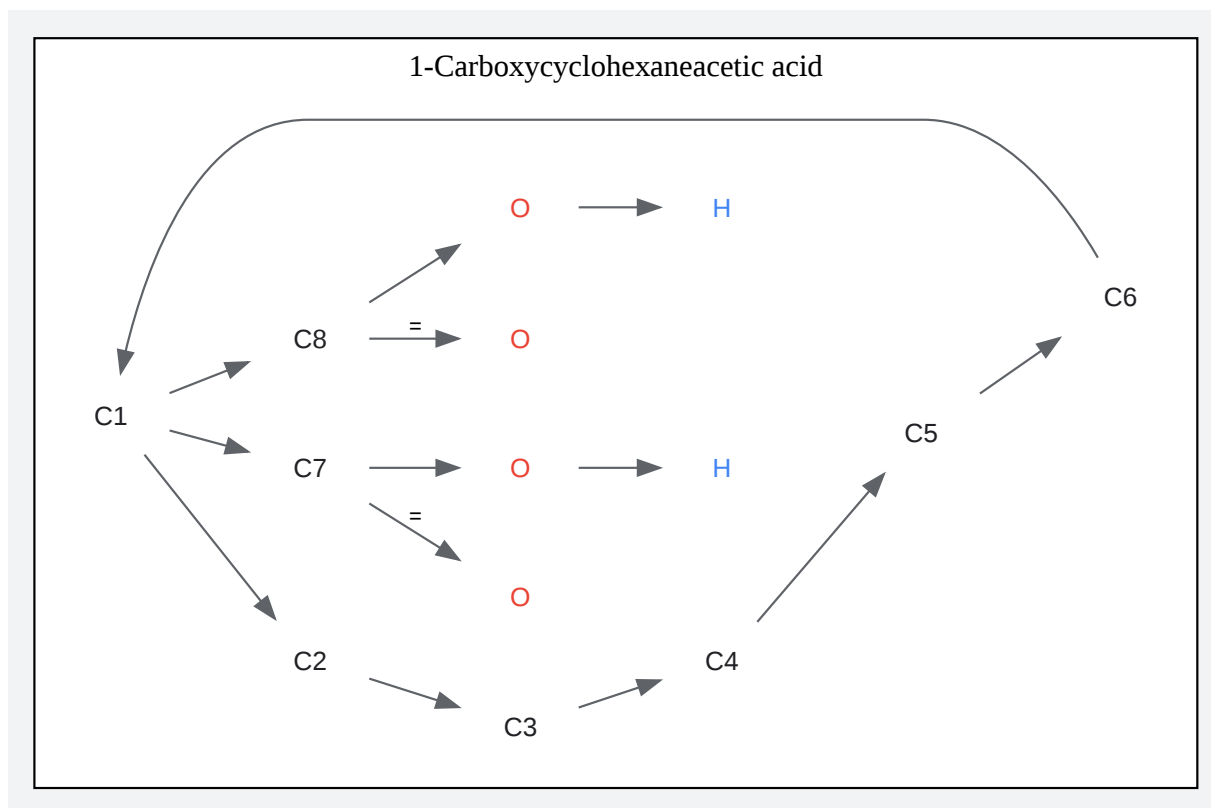 1-Carboxycyclohexaneacetic acid
O H
C6
=
C8 O
C1
C5
C7 O H
=
O
C2 C4
C3